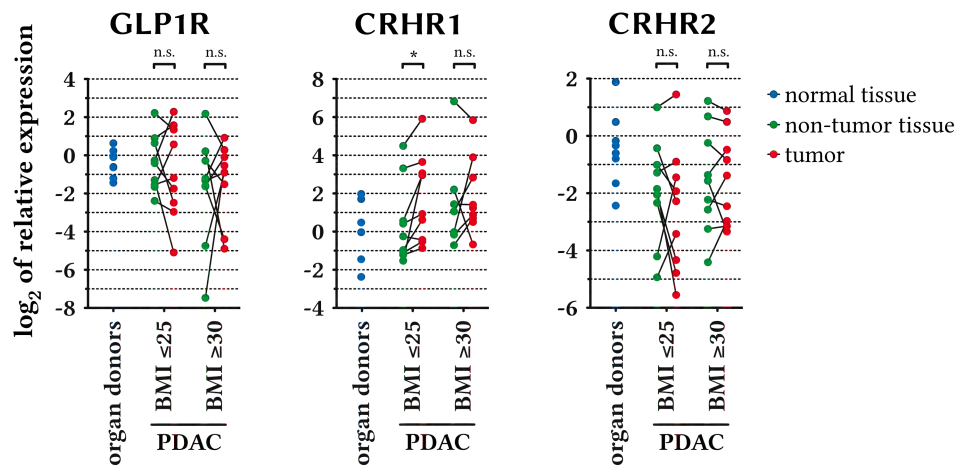 GLP1R CRHR1 CRHR2
n.s. n.s. * n.s. n.s. n.s.
log2 of relative expression
4
2
0
-2
-4
-6
-8
8
6
4
2
0
-2
-4
2
0
-2
-4
-6
normal tissue
non-tumor tissue
tumor
organ donors
BMI ≤25
BMI ≥30
PDAC
organ donors
BMI ≤25
BMI ≥30
PDAC
organ donors
BMI ≤25
BMI ≥30
PDAC